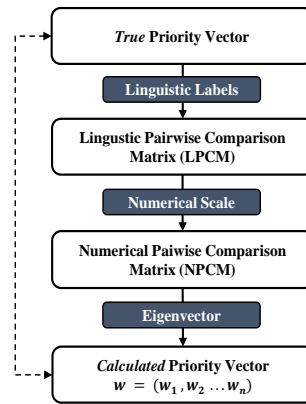 True Priority Vector
Linguistic Labels
Lingustic Pairwise Comparison
Matrix (LPCM)
Numerical Scale
Numerical Paiwise Comparison
Matrix (NPCM)
Eigenvector
Calculated Priority Vector
w = (w₁, w₂ … wₙ)